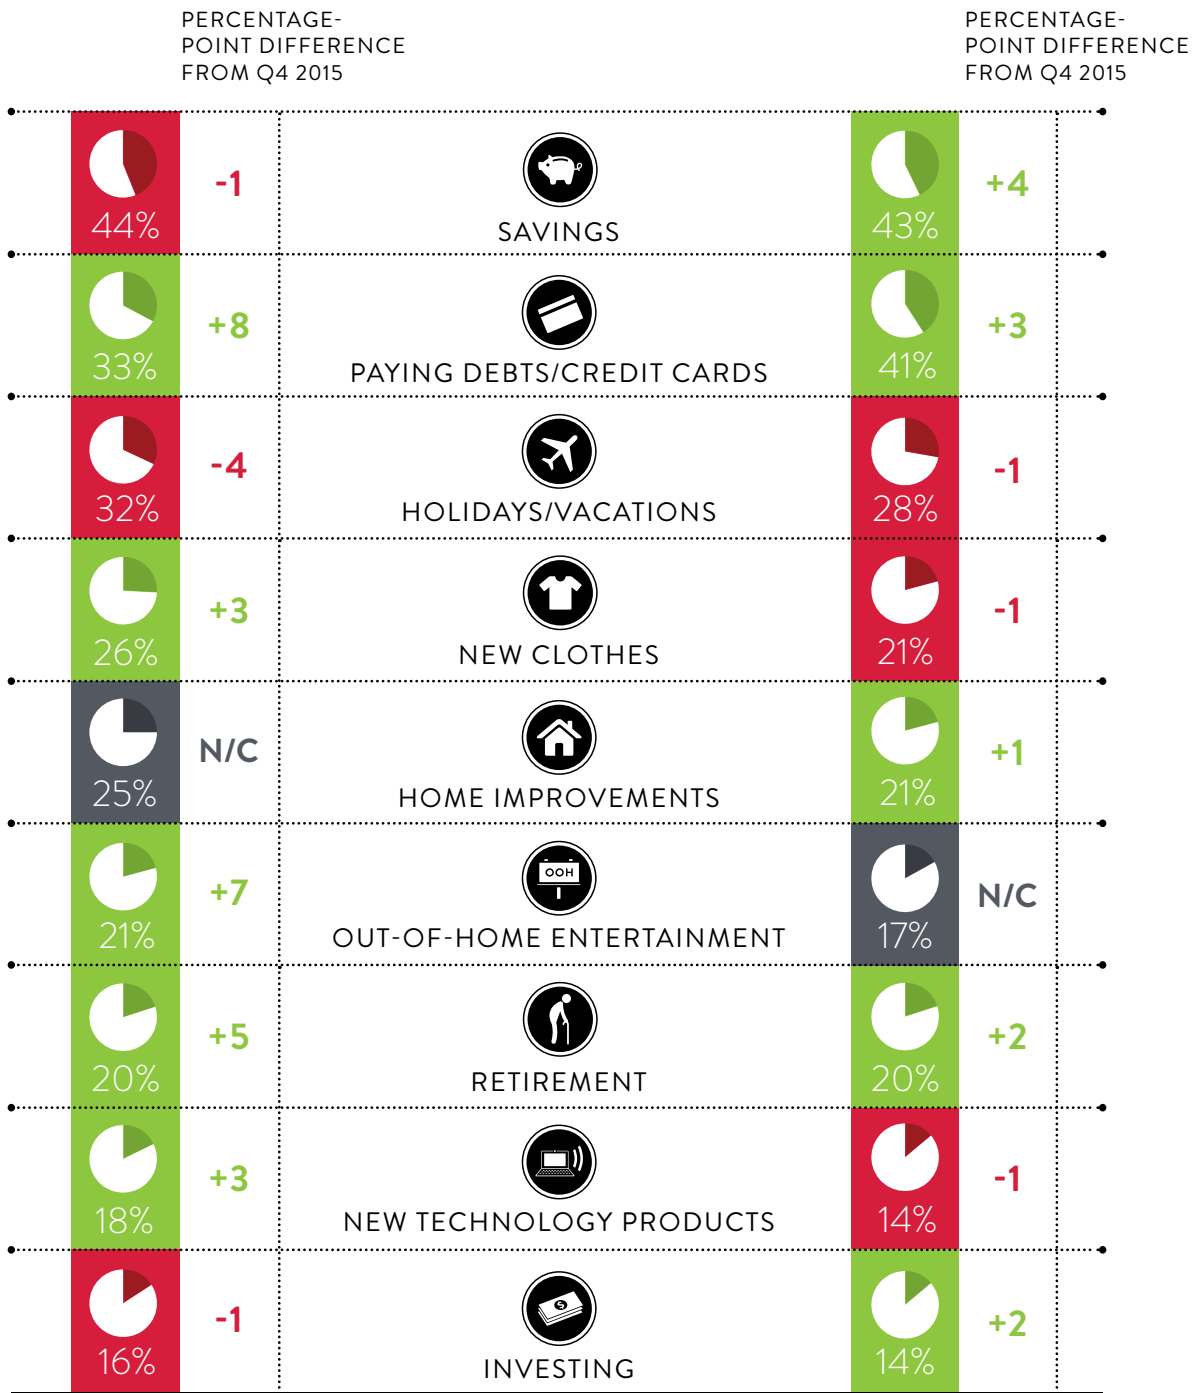 PERCENTAGE-
POINT DIFFERENCE
FROM Q4 2015
PERCENTAGE-
POINT DIFFERENCE
FROM Q4 2015
44%
-1
SAVINGS
43%
+4
33%
+8
PAYING DEBTS/CREDIT CARDS
41%
+3
32%
-4
HOLIDAYS/VACATIONS
28%
-1
26%
+3
NEW CLOTHES
21%
-1
25%
N/C
HOME IMPROVEMENTS
21%
+1
21%
+7
OOH
OUT-OF-HOME ENTERTAINMENT
17%
N/C
20%
+5
RETIREMENT
20%
+2
18%
+3
NEW TECHNOLOGY PRODUCTS
14%
-1
16%
-1
$
INVESTING
14%
+2